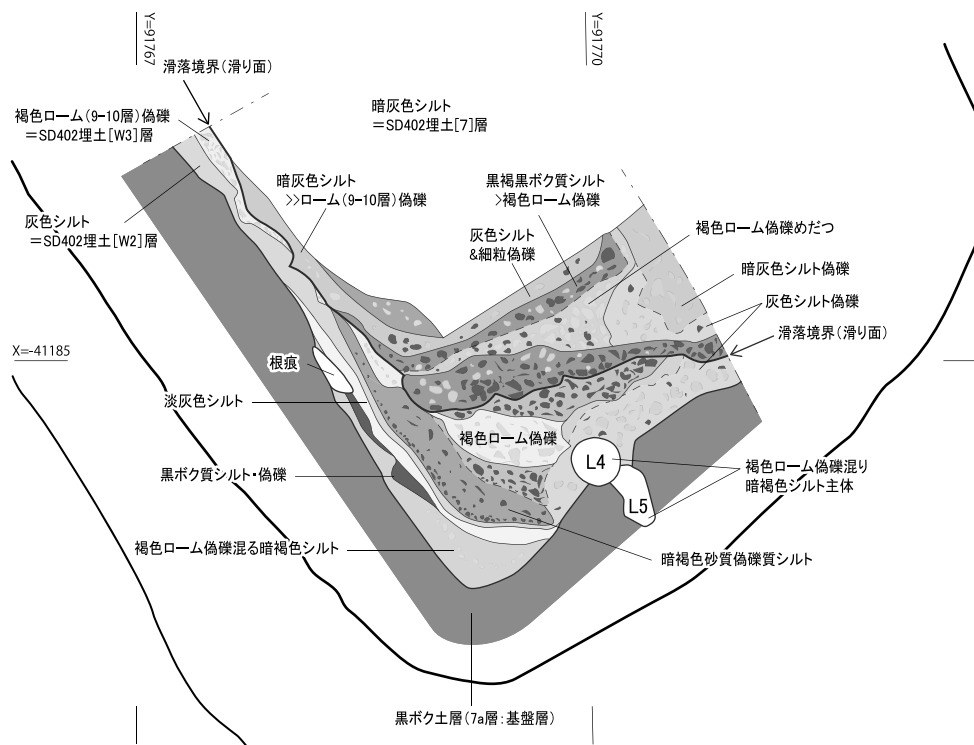 Y=91767
Y=91770
滑落境界(滑り面)
褐色ローム(9-10層)偽礫
=SD402埋土[W3]層
暗灰色シルト
=SD402埋土[7]層
暗灰色シルト
>>ローム(9-10層)偽礫
黒褐黒ボク質シルト
>褐色ローム偽礫
灰色シルト
=SD402埋土[W2]層
灰色シルト
&細粒偽礫
褐色ローム偽礫めだつ
暗灰色シルト偽礫
灰色シルト偽礫
滑落境界(滑り面)
X=-41185
根痕
淡灰色シルト
褐色ローム偽礫
黒ボク質シルト・偽礫
L4
L5
褐色ローム偽礫混り
暗褐色シルト主体
褐色ローム偽礫混る暗褐色シルト
暗褐色砂質偽礫質シルト
黒ボク土層(7a層:基盤層)